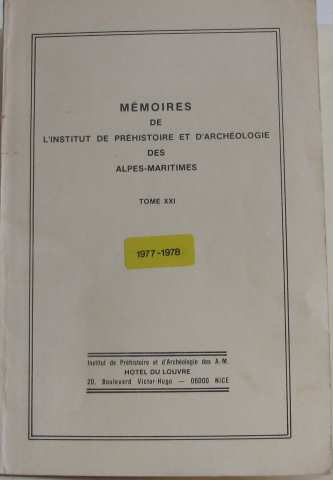 MÉMOIRES
DE
L'INSTITUT DE PRÉHISTOIRE ET D'ARCHÉOLOGIE
DES
ALPES-MARITIMES
TOME XXI
1977-1978
Institut de Préhistoire et d'Archéologie des A.-M.
HOTEL DU LOUVRE
20, Boulevard Victor-Hugo — 06000 NICE